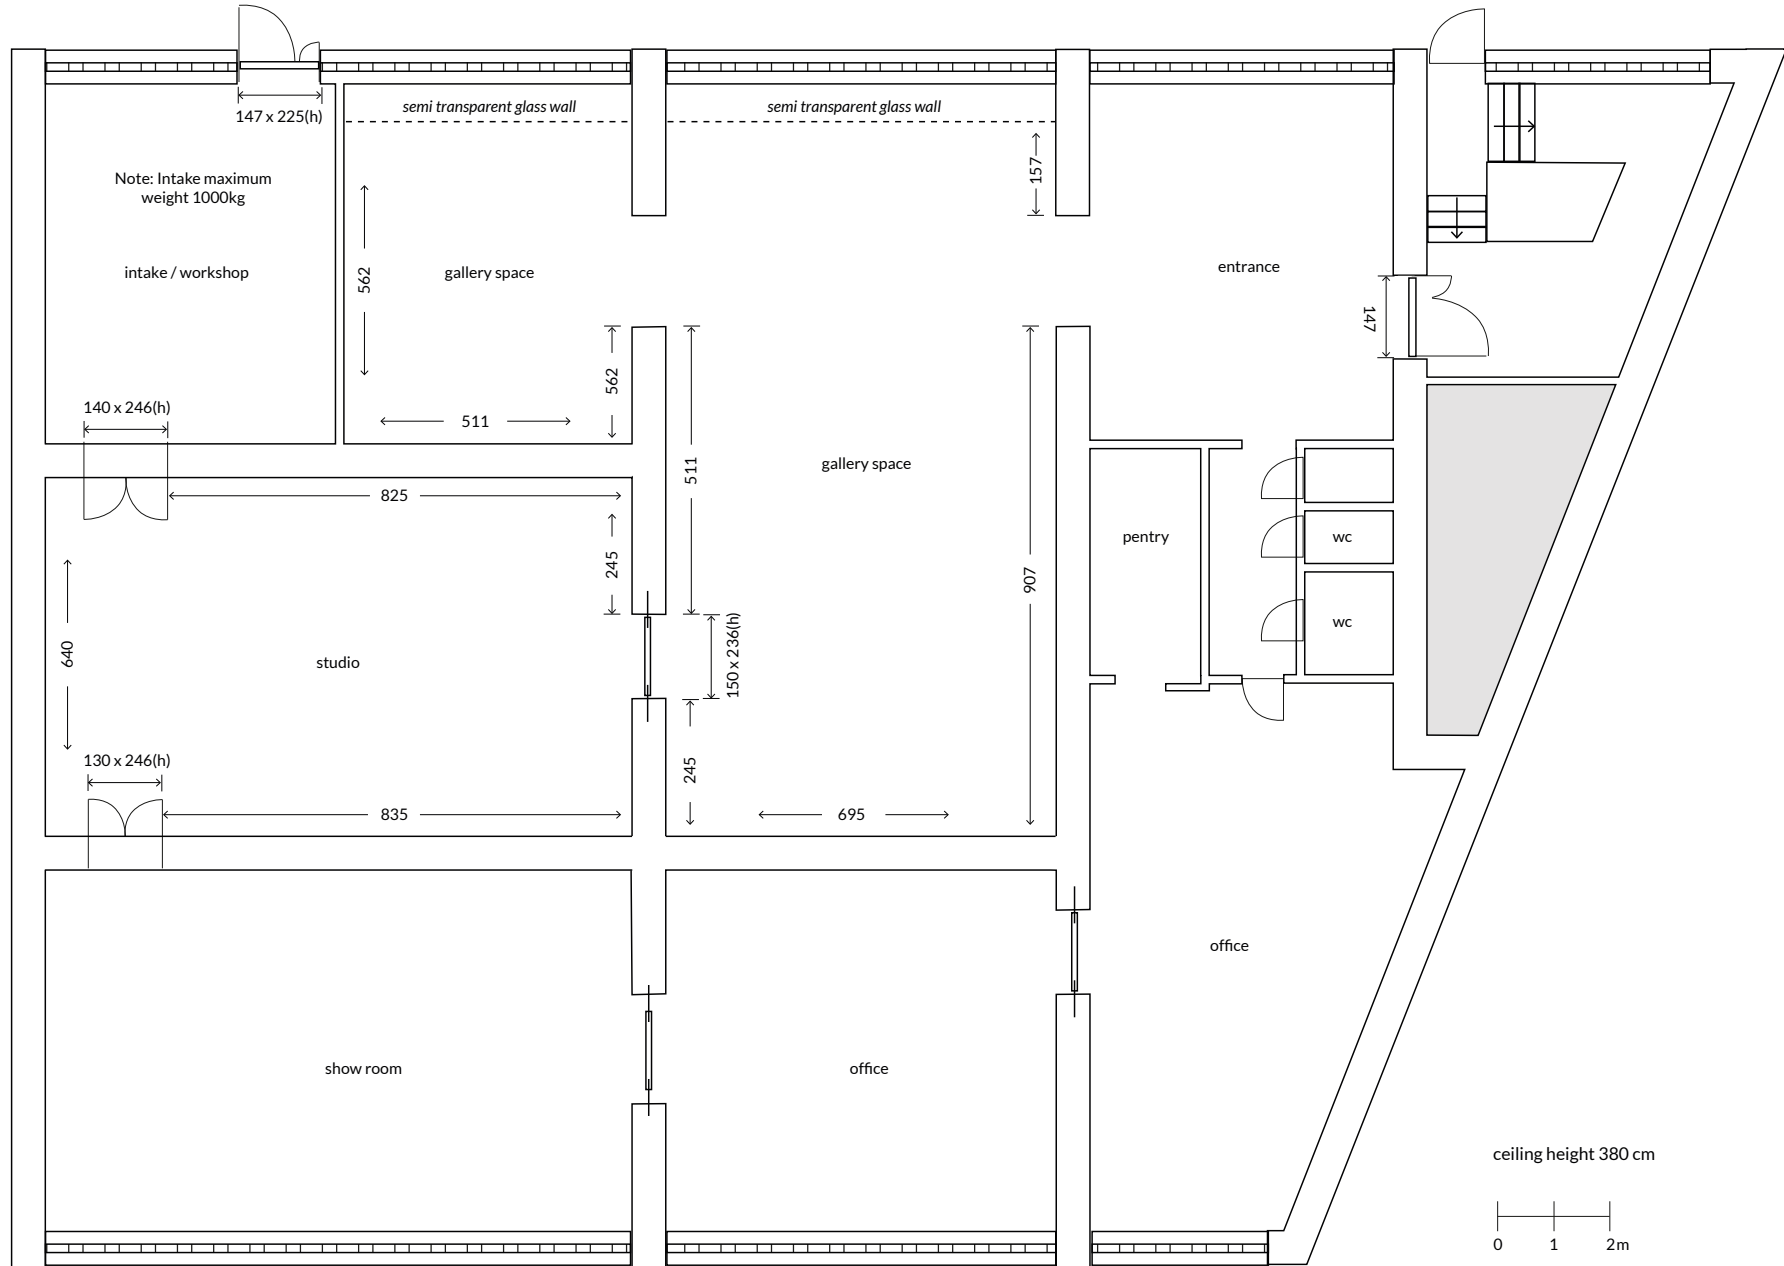 147 x 225(h)
semi transparent glass wall
semi transparent glass wall
157
Note: Intake maximum
weight 1000kg
intake / workshop
562
gallery space
entrance
147
562
140 x 246(h)
511
511
gallery space
825
245
907
pentry
wc
640
studio
150 x 236(h)
wc
130 x 246(h)
245
835
695
office
show room
office
ceiling height 380 cm
0 1 2m